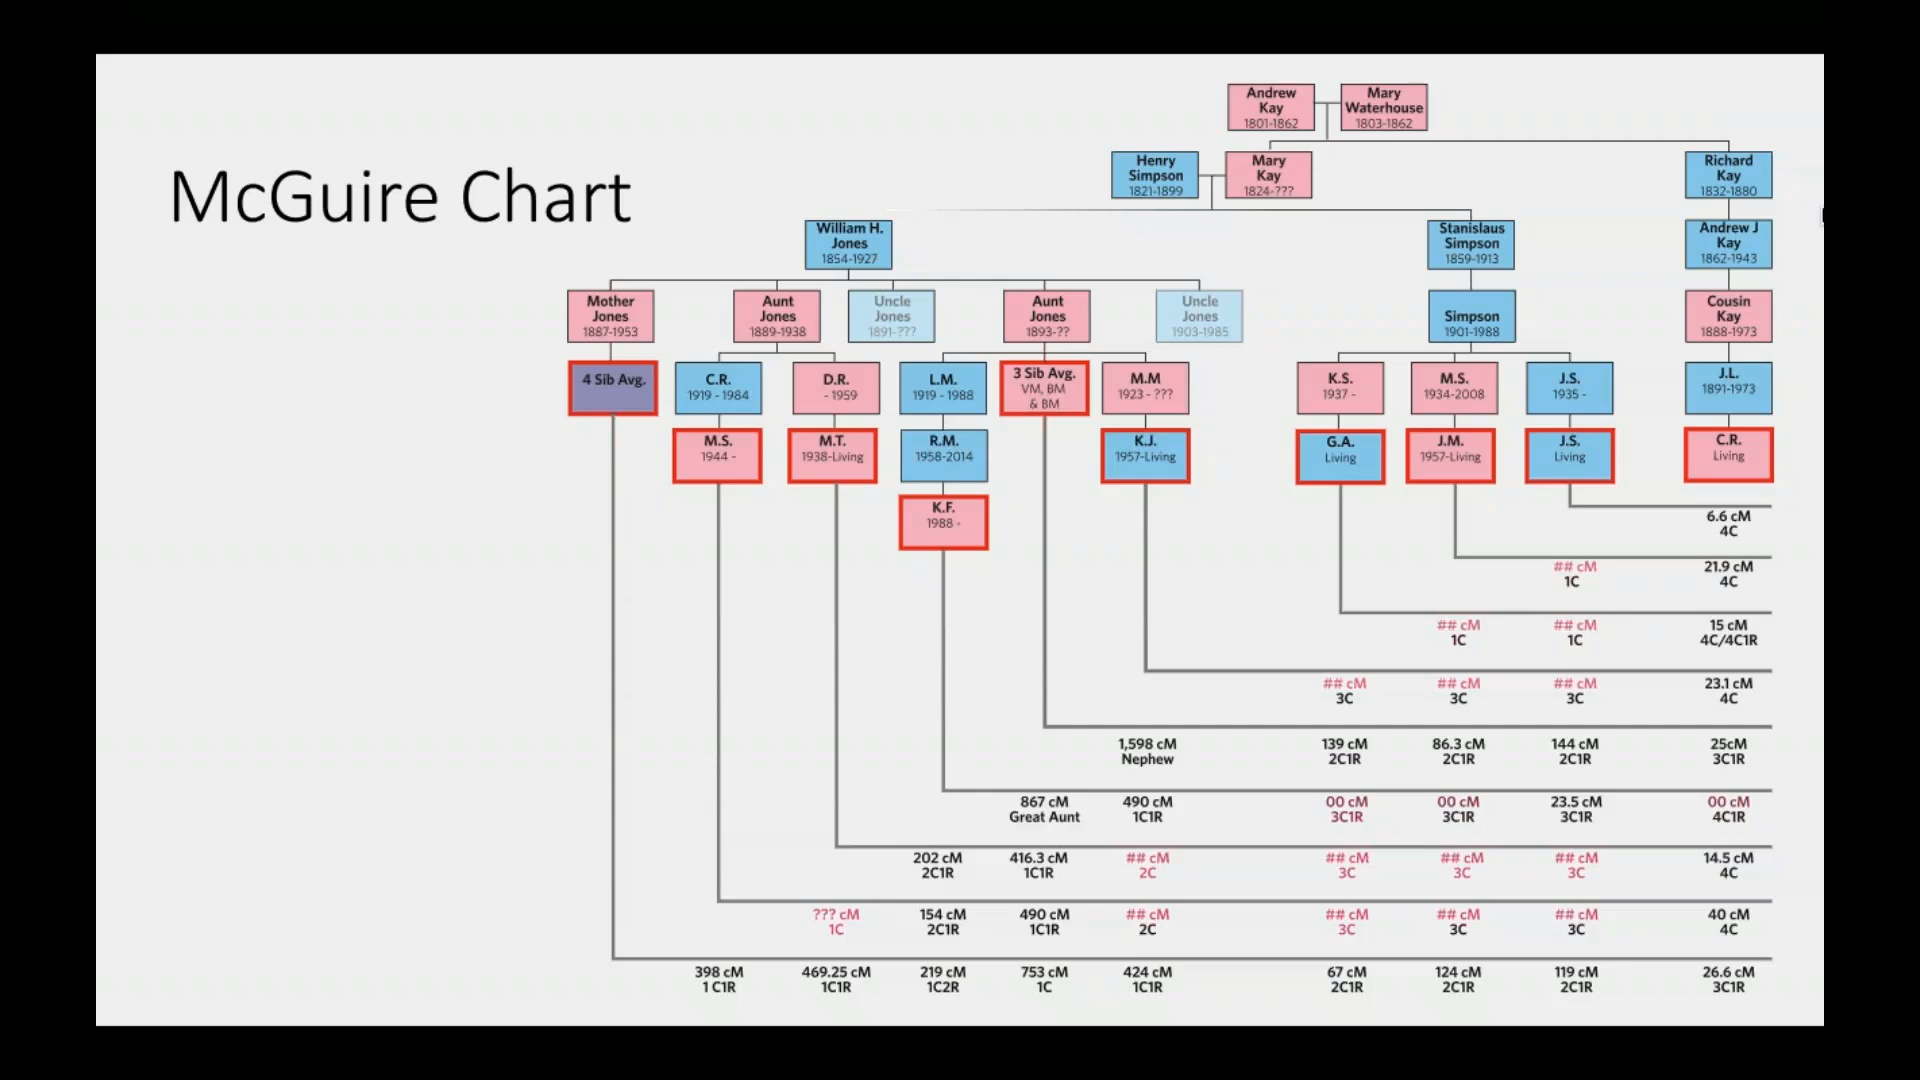 McGuire Chart
Andrew
Kay
1801-1862
Mary
Waterhouse
1803-1862
Henry
Simpson
1821-1899
Mary
Kay
1824-???
Richard
Kay
1832-1880
William H.
Jones
1854-1927
Stanislaus
Simpson
1859-1913
Andrew J
Kay
1862-1943
Mother
Jones
1887-1953
Aunt
Jones
1889-1938
Uncle
Jones
1891-???
Aunt
Jones
1893-??
Uncle
Jones
1903-1985
Simpson
1901-1988
Cousin
Kay
1888-1973
4 Sib Avg.
C.R.
1919 - 1984
D.R.
- 1959
L.M.
1919 - 1988
3 Sib Avg.
VM, BM
& BM
M.M
1923 - ???
K.S.
1937 -
M.S.
1934-2008
J.S.
1935 -
J.L.
1891-1973
M.S.
1944 -
M.T.
1938-Living
R.M.
1958-2014
K.J.
1957-Living
G.A.
Living
J.M.
1957-Living
J.S.
Living
C.R.
Living
K.F.
1988 -
6.6 cM
4C
## cM
1C
21.9 cM
4C
## cM
1C
## cM
1C
15 cM
4C/4C1R
## cM
3C
## cM
3C
## cM
3C
23.1 cM
4C
1,598 cM
Nephew
139 cM
2C1R
86.3 cM
2C1R
144 cM
2C1R
25cM
3C1R
867 cM
Great Aunt
490 cM
1C1R
00 cM
3C1R
00 cM
3C1R
23.5 cM
3C1R
00 cM
4C1R
202 cM
2C1R
416.3 cM
1C1R
## cM
2C
## cM
3C
## cM
3C
## cM
3C
14.5 cM
4C
??? cM
1C
154 cM
2C1R
490 cM
1C1R
## cM
2C
## cM
3C
## cM
3C
## cM
3C
40 cM
4C
398 cM
1 C1R
469.25 cM
1C1R
219 cM
1C2R
753 cM
1C
424 cM
1C1R
67 cM
2C1R
124 cM
2C1R
119 cM
2C1R
26.6 cM
3C1R